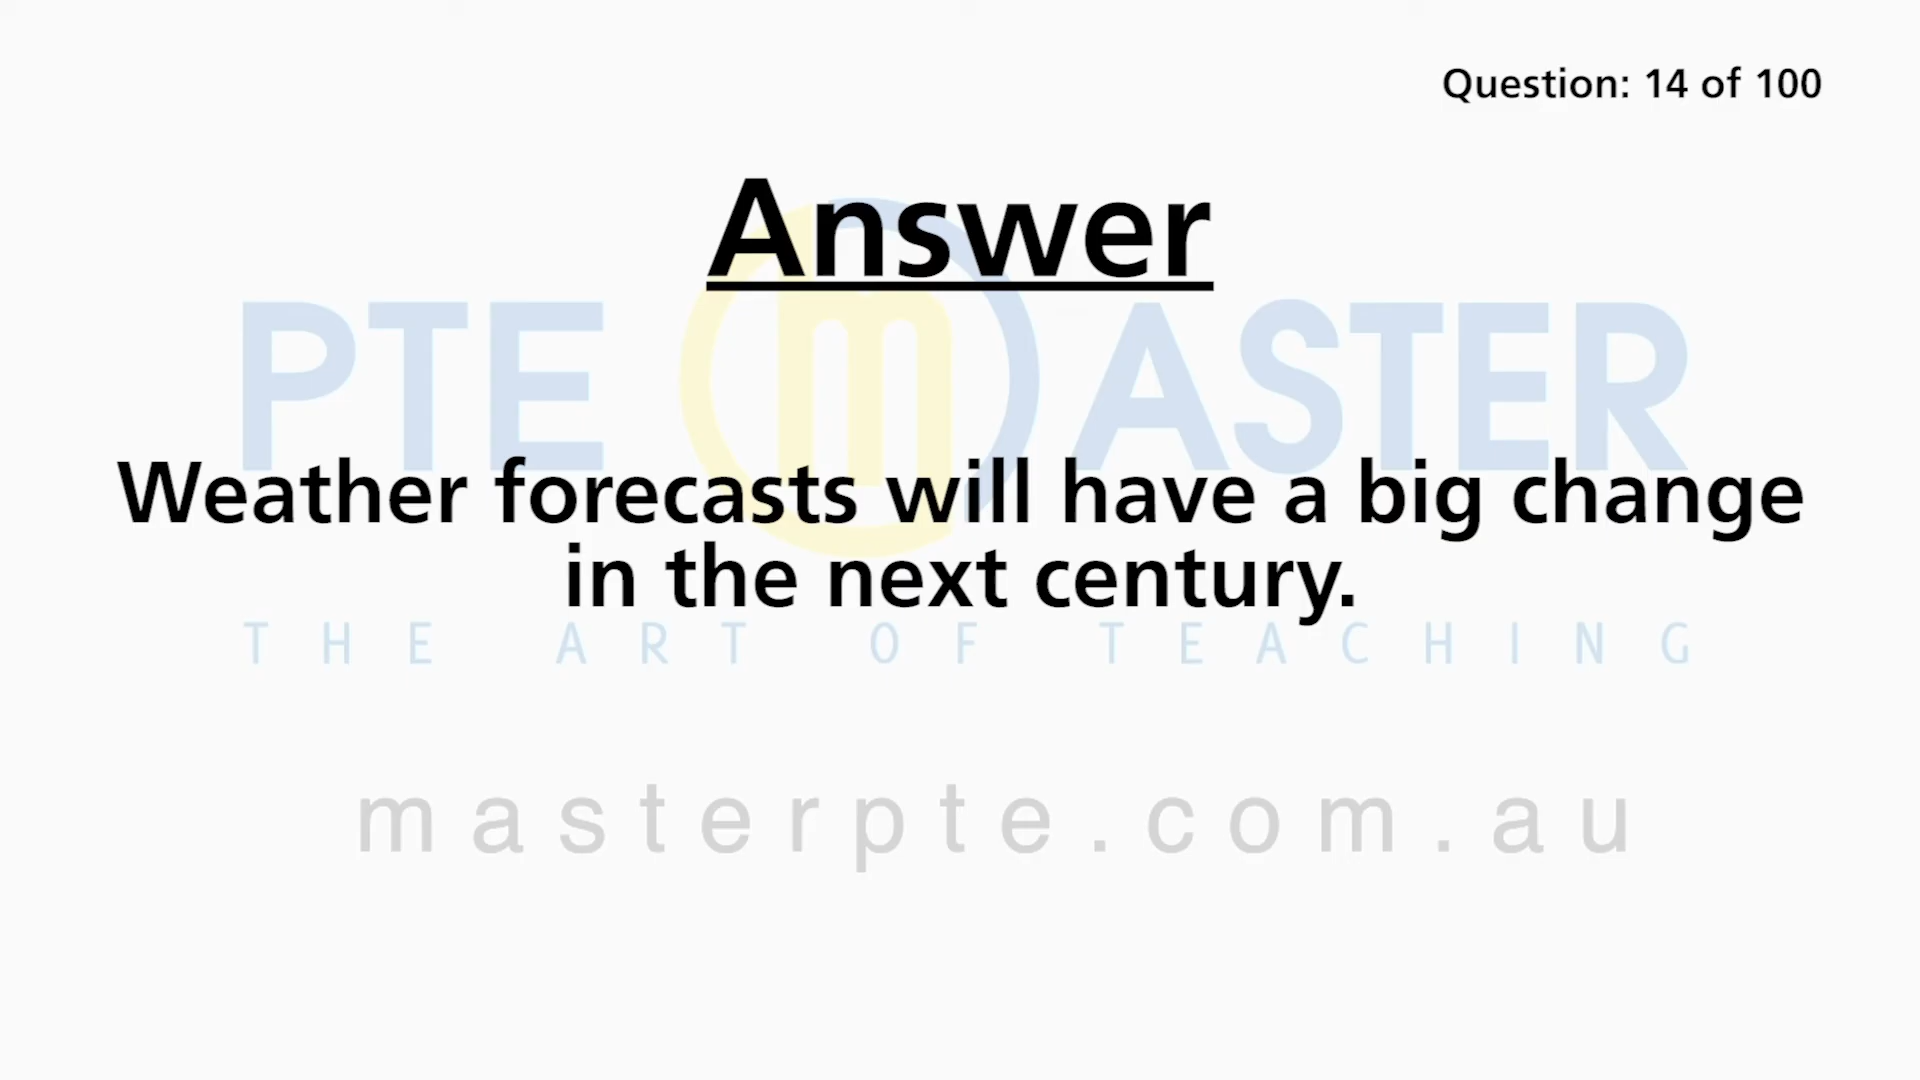 Question: 14 of 100
Answer
PTE mASTER
Weather forecasts will have a big change
in the next century.
THE ART OF TEACHING
masterpte.com.au